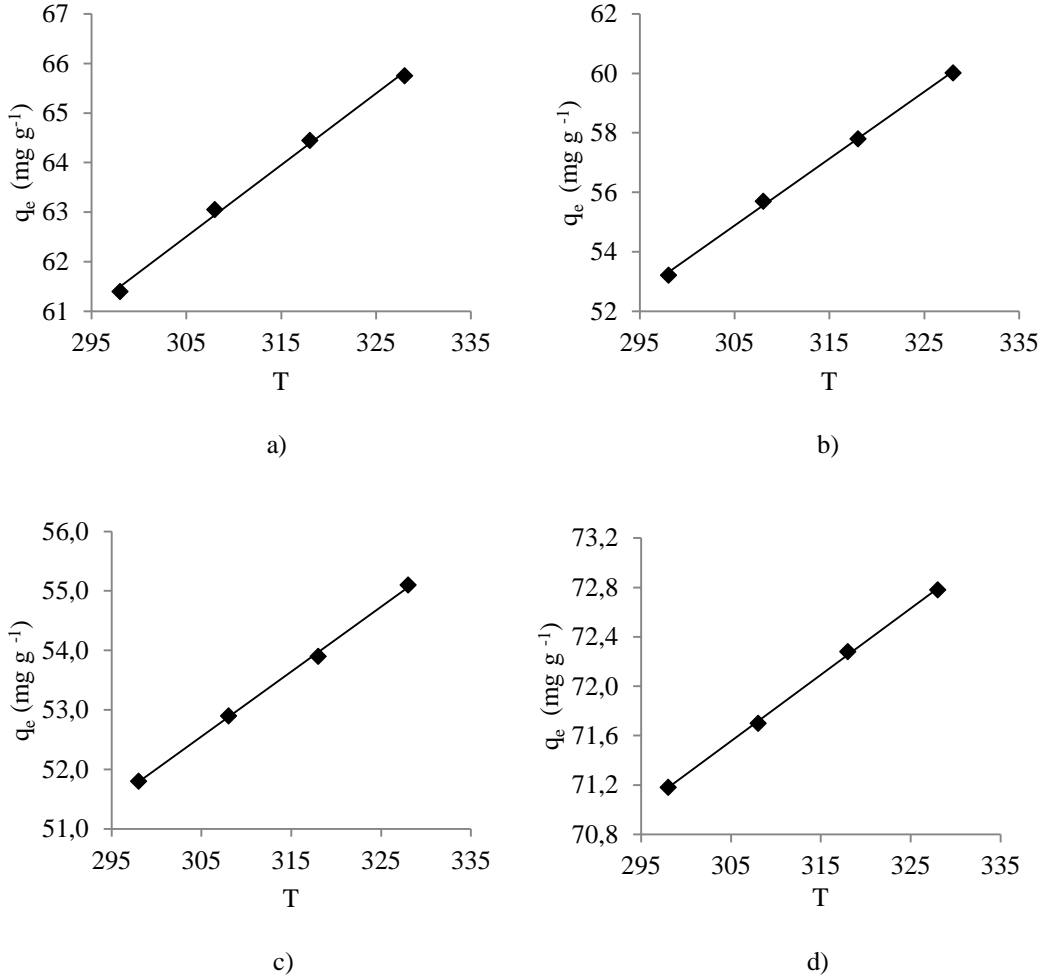 67
66
65
64
63
62
61
295 305 315 325 335
qe (mg g -1)
T
a)
62
60
58
56
54
52
295 305 315 325 335
qe (mg g -1)
T
b)
56,0
55,0
54,0
53,0
52,0
51,0
295 305 315 325 335
qe (mg g -1)
T
c)
73,2
72,8
72,4
72,0
71,6
71,2
70,8
295 305 315 325 335
qe (mg g -1)
T
d)